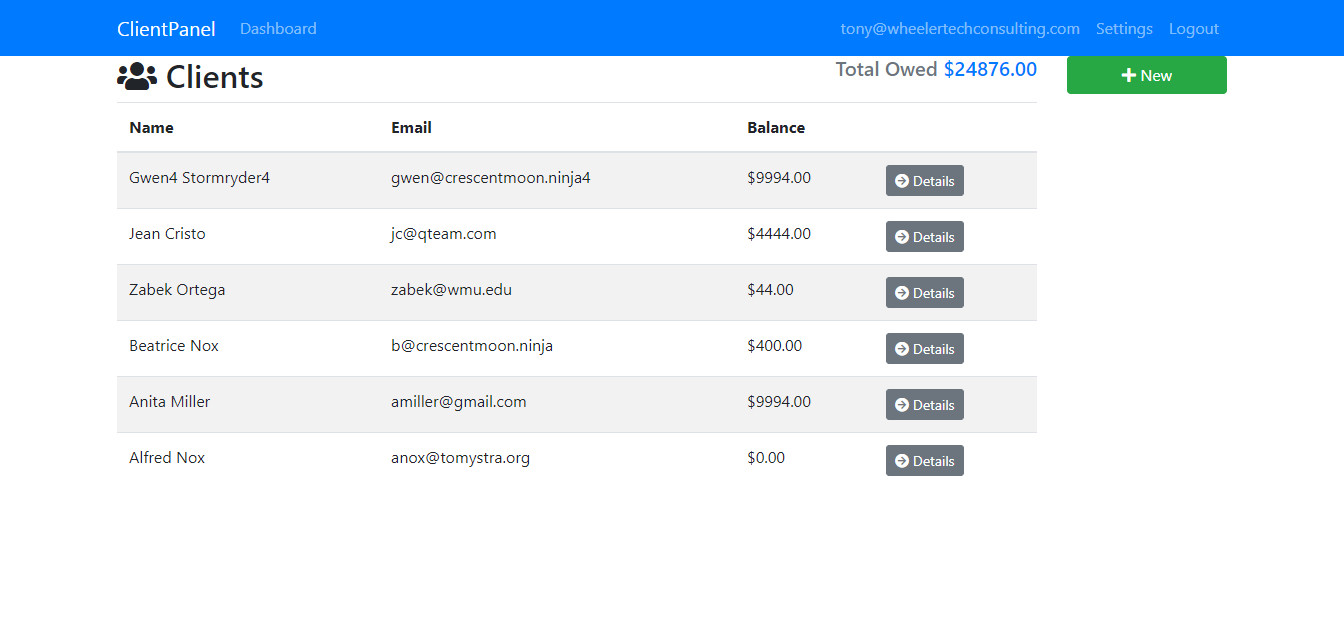 ClientPanel Dashboard tony@wheelertechconsulting.com Settings Logout
Clients Total Owed $24876.00 New
Name Email Balance
Gwen4 Stormryder4 gwen@crescentmoon.ninja4 $9994.00 Details
Jean Cristo jc@qteam.com $4444.00 Details
Zabek Ortega zabek@wmu.edu $44.00 Details
Beatrice Nox b@crescentmoon.ninja $400.00 Details
Anita Miller amiller@gmail.com $9994.00 Details
Alfred Nox anox@tomystra.org $0.00 Details